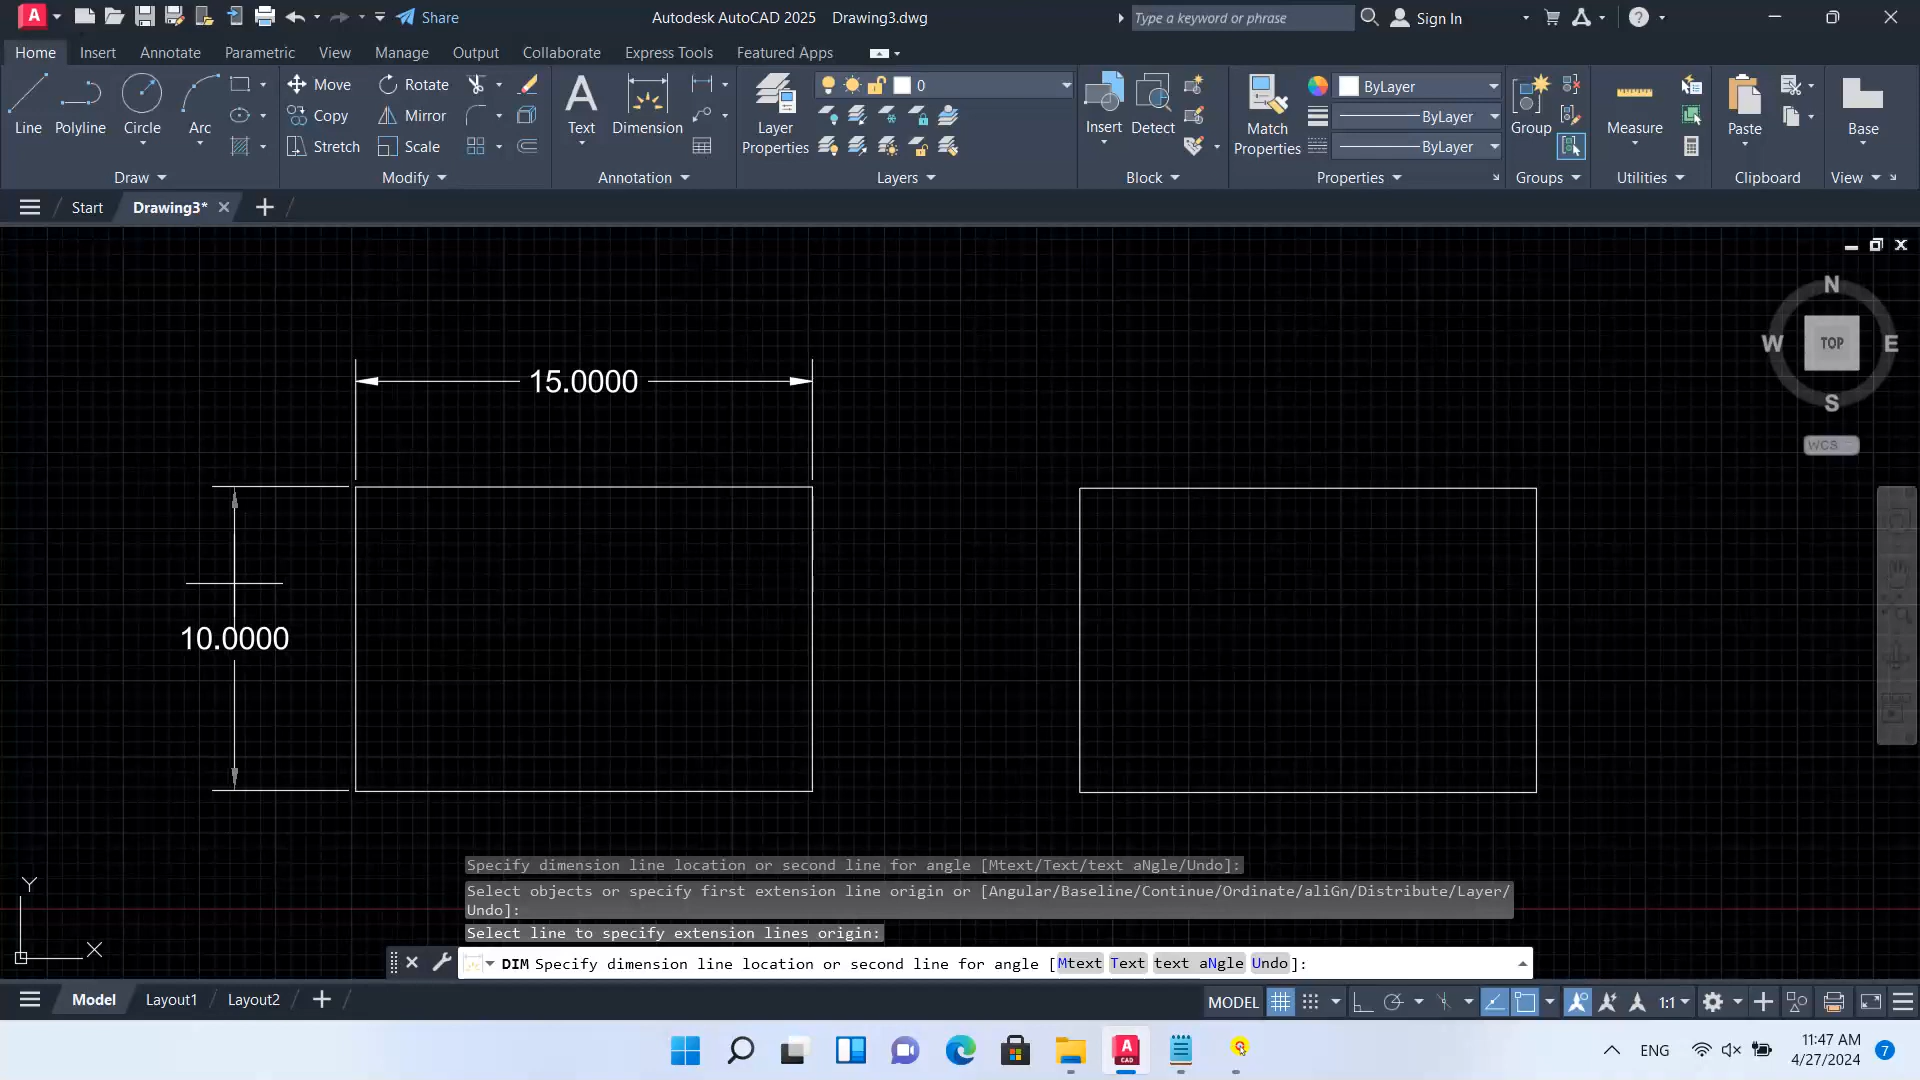 A Share Autodesk AutoCAD 2025 Drawing3.dwg Type a keyword or phrase Sign In ?
Home Insert Annotate Parametric View Manage Output Collaborate Express Tools Featured Apps
Line Polyline Circle Arc
Move Rotate
Copy Mirror
Stretch Scale
A Text Dimension
Layer Properties
0
Insert Detect
Match Properties
ByLayer
ByLayer
ByLayer
Group Measure Paste Base
Draw Modify Annotation Layers Block Properties Groups Utilities Clipboard View
Start Drawing3* +
N
W TOP E
S
WCS
15.0000
10.0000
Y
X
Specify dimension line location or second line for angle [Mtext/Text/text aNgle/Undo]:
Select objects or specify first extension line origin or [Angular/Baseline/Continue/Ordinate/aliGn/Distribute/Layer/
Undo]:
Select line to specify extension lines origin:
DIM Specify dimension line location or second line for angle [Mtext Text text aNgle Undo]:
Model Layout1 Layout2 + MODEL 1:1
A CAD ENG 11:47 AM
4/27/2024 7